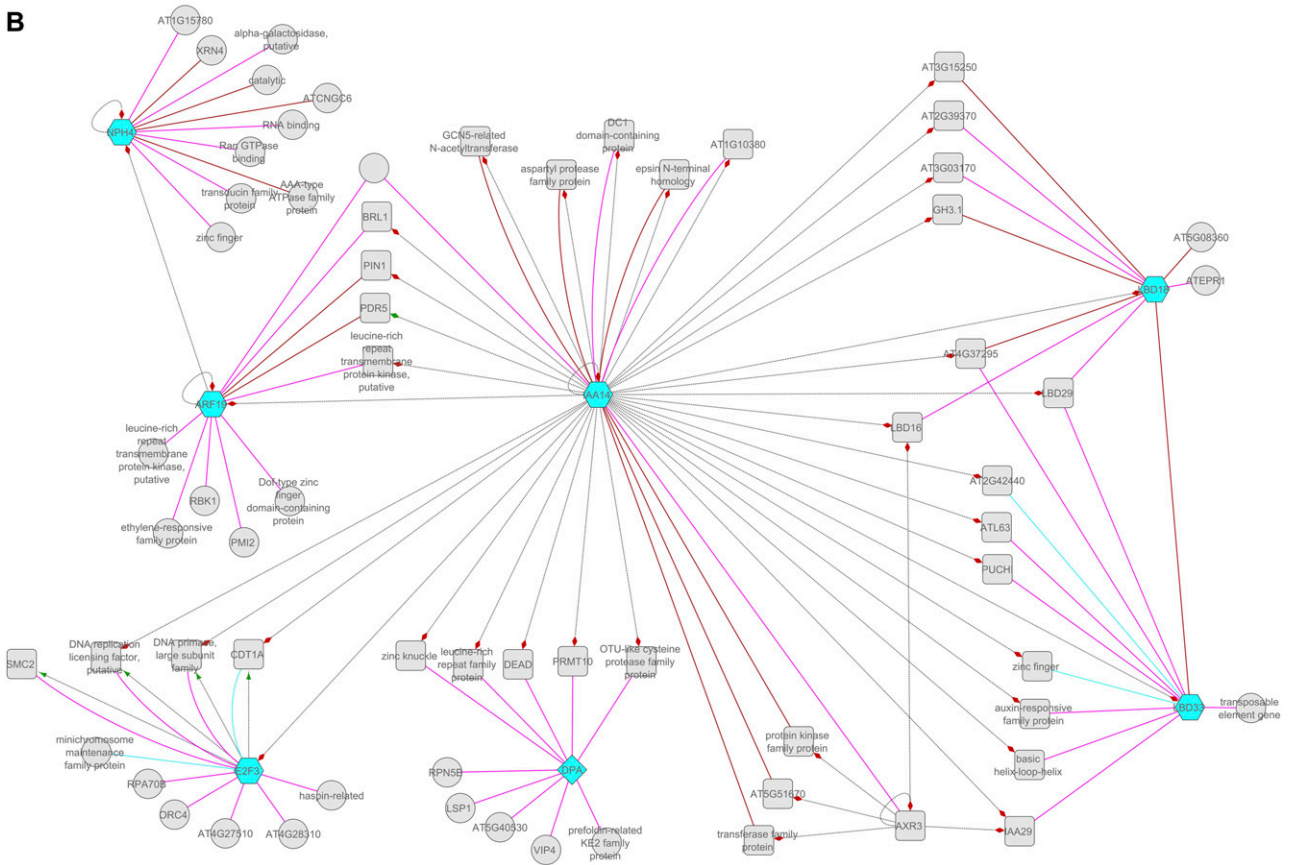 B
AT1G15780
XRN4
alpha-galactosidase,
putative
catalytic
ATCNGC6
RNA binding
Ran GTPase
binding
AAA-type
ATPase family
protein
transducin family
protein
zinc finger
NPH4
GCN5-related
N-acetyltransferase
aspartyl protease
family protein
DC1
domain-containing
protein
epsin N-terminal
homology
AT1G10380
AT3G15250
AT2G39370
AT3G03170
GH3.1
AT5G08360
ATEPR1
LBD18
BRL1
PIN1
PDR5
leucine-rich
repeat
transmembrane
protein kinase,
putative
ARF19
IAA14
AT4G37295
LBD29
LBD16
leucine-rich
repeat
transmembrane
protein kinase,
putative
RBK1
ethylene-responsive
family protein
PMI2
Dof-type zinc
finger
domain-containing
protein
AT2G42440
ATL63
PUCHI
SMC2
DNA replication
licensing factor,
putative
DNA primase,
large subunit
family
CDT1A
zinc knuckle
leucine-rich
repeat family
protein
DEAD
PRMT10
OTU-like cysteine
protease family
protein
zinc finger
auxin-responsive
family protein
LBD33
transposable
element gene
basic
helix-loop-helix
minichromosome
maintenance
family protein
E2F3
RPA70B
ORC4
AT4G27510
AT4G28310
haspin-related
RPN5B
DPA
LSP1
AT5G40530
VIP4
prefoldin-related
KE2 family
protein
protein kinase
family protein
AT5G51670
transferase family
protein
AXR3
IAA29